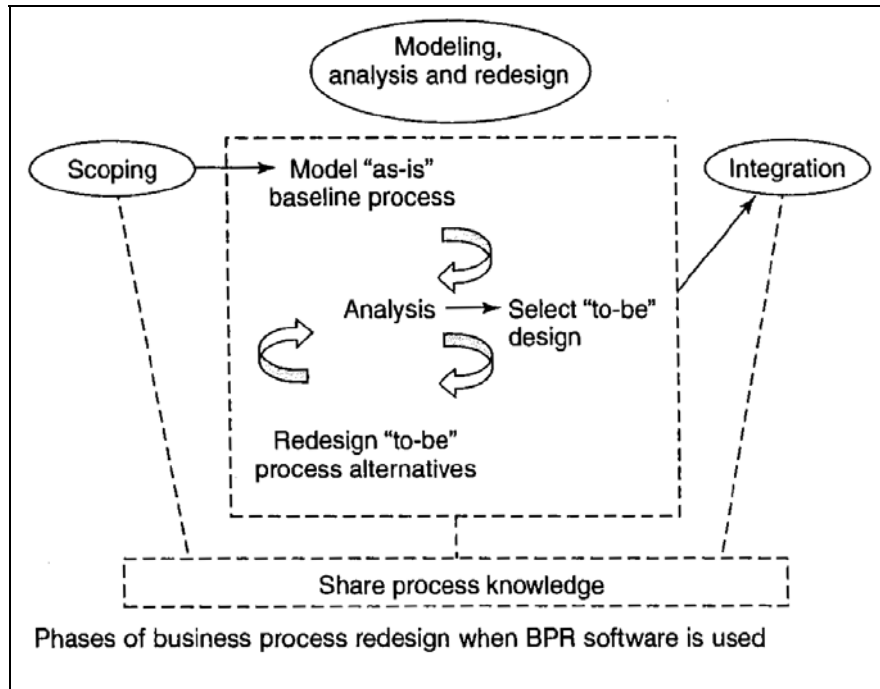 Modeling,
analysis and redesign
Scoping
Model “as-is”
baseline process
Integration
Analysis
Select “to-be”
design
Redesign “to-be”
process alternatives
Share process knowledge
Phases of business process redesign when BPR software is used